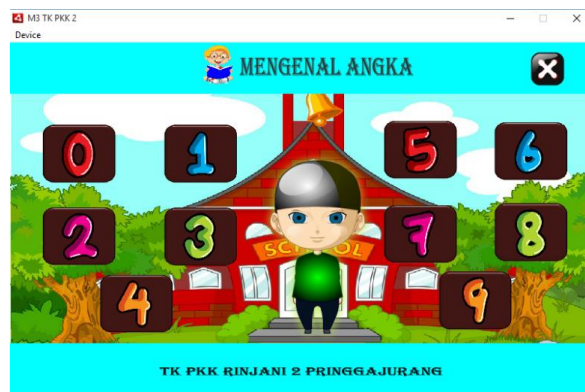 M3 TK PKK 2
Device
MENGENAL ANGKA
0 1 5 6
2 3 7 8
SCHOOL
4 9
TK PKK RINJANI 2 PRINGGAJURANG